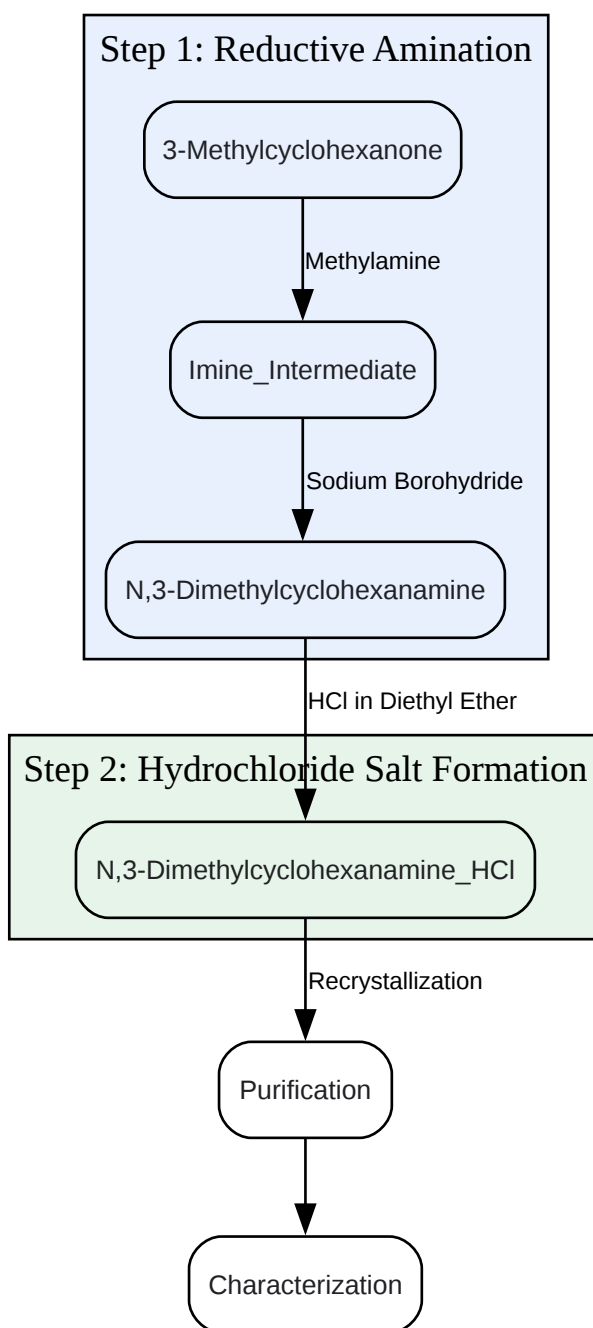 Step 1: Reductive Amination
3-Methylcyclohexanone
Methylamine
Imine_Intermediate
Sodium Borohydride
N,3-Dimethylcyclohexanamine
HCl in Diethyl Ether
Step 2: Hydrochloride Salt Formation
N,3-Dimethylcyclohexanamine_HCl
Recrystallization
Purification
Characterization